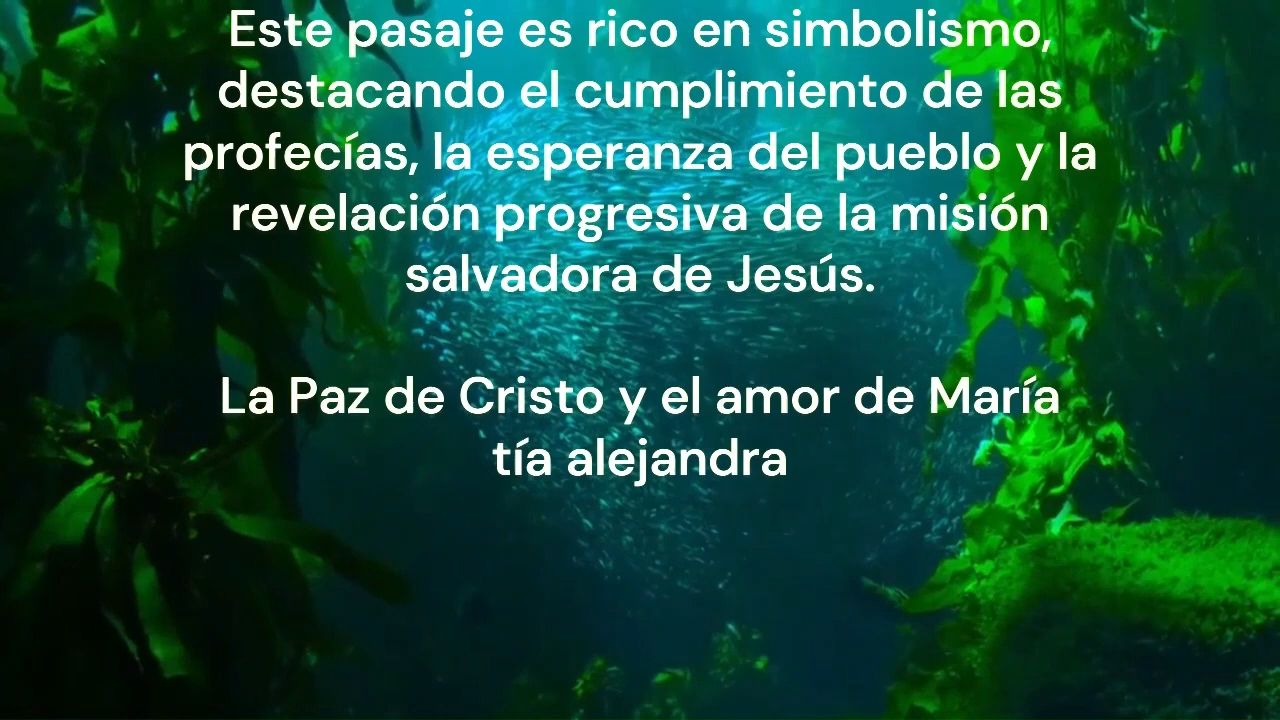 Este pasaje es rico en simbolismo,
destacando el cumplimiento de las
profecías, la esperanza del pueblo y la
revelación progresiva de la misión
salvadora de Jesús.
La Paz de Cristo y el amor de María
tía alejandra